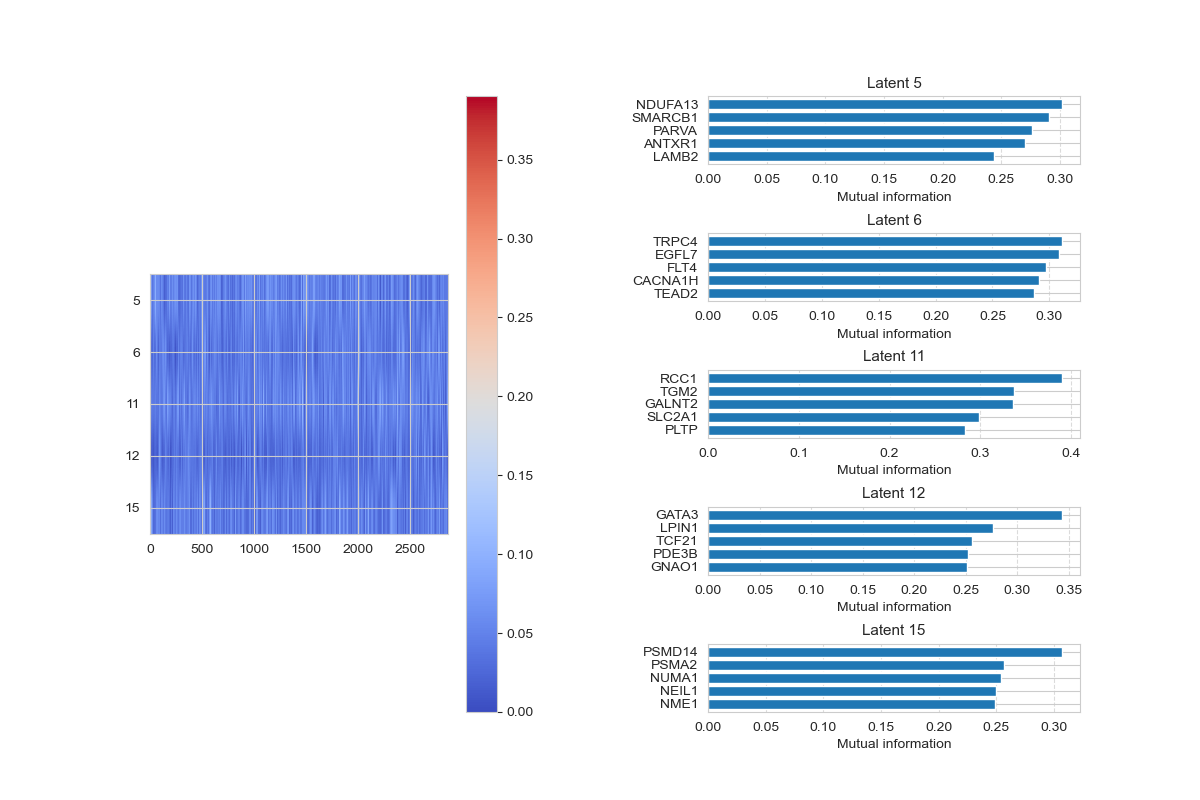 5
6
11
12
15
0 500 1000 1500 2000 2500
0.35
0.30
0.25
0.20
0.15
0.10
0.05
0.00
Latent 5
NDUFA13
SMARCB1
PARVA
ANTXR1
LAMB2
0.00 0.05 0.10 0.15 0.20 0.25 0.30
Mutual information
Latent 6
TRPC4
EGFL7
FLT4
CACNA1H
TEAD2
0.00 0.05 0.10 0.15 0.20 0.25 0.30
Mutual information
Latent 11
RCC1
TGM2
GALNT2
SLC2A1
PLTP
0.0 0.1 0.2 0.3 0.4
Mutual information
Latent 12
GATA3
LPIN1
TCF21
PDE3B
GNAO1
0.00 0.05 0.10 0.15 0.20 0.25 0.30 0.35
Mutual information
Latent 15
PSMD14
PSMA2
NUMA1
NEIL1
NME1
0.00 0.05 0.10 0.15 0.20 0.25 0.30
Mutual information